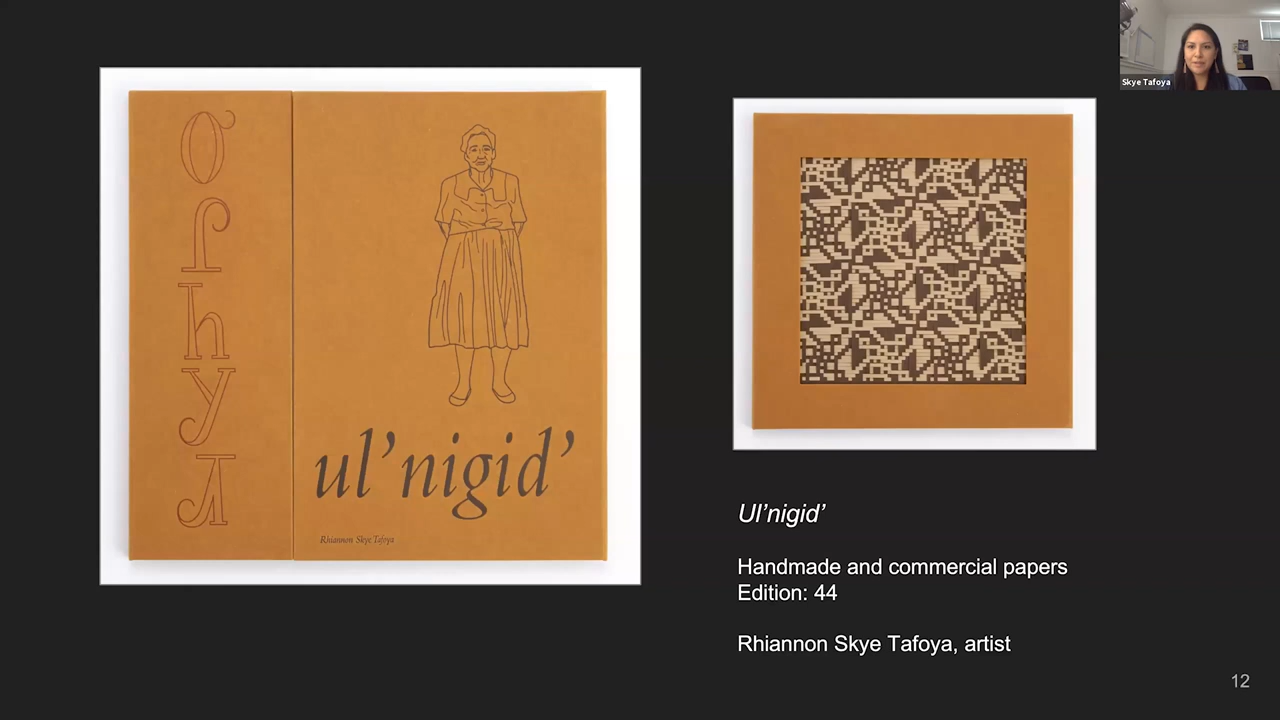 Ꭴ
Ꮅ
Ꮒ
Ꭹ
Ꮧ
ul’nigid’
Rhiannon Skye Tafoya
Skye Tafoya
Ul’nigid’
Handmade and commercial papers
Edition: 44
Rhiannon Skye Tafoya, artist
12